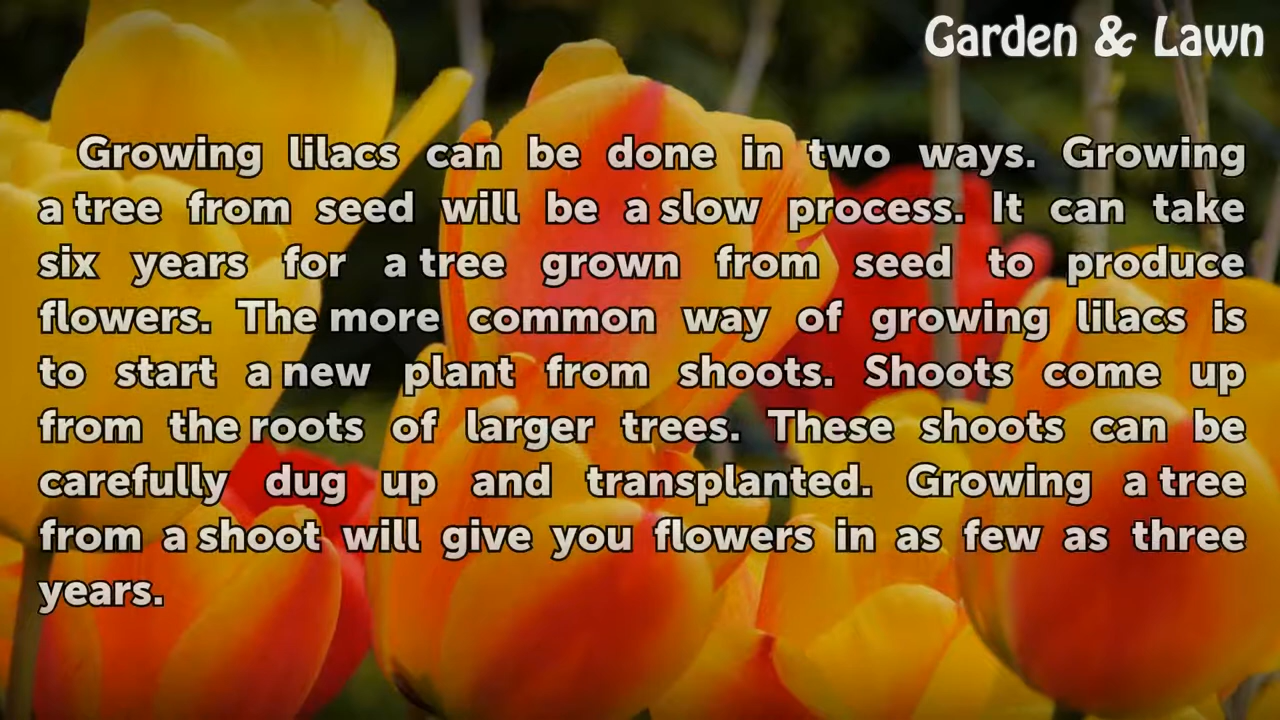 Garden & Lawn
Growing lilacs can be done in two ways. Growing
a tree from seed will be a slow process. It can take
six years for a tree grown from seed to produce
flowers. The more common way of growing lilacs is
to start a new plant from shoots. Shoots come up
from the roots of larger trees. These shoots can be
carefully dug up and transplanted. Growing a tree
from a shoot will give you flowers in as few as three
years.